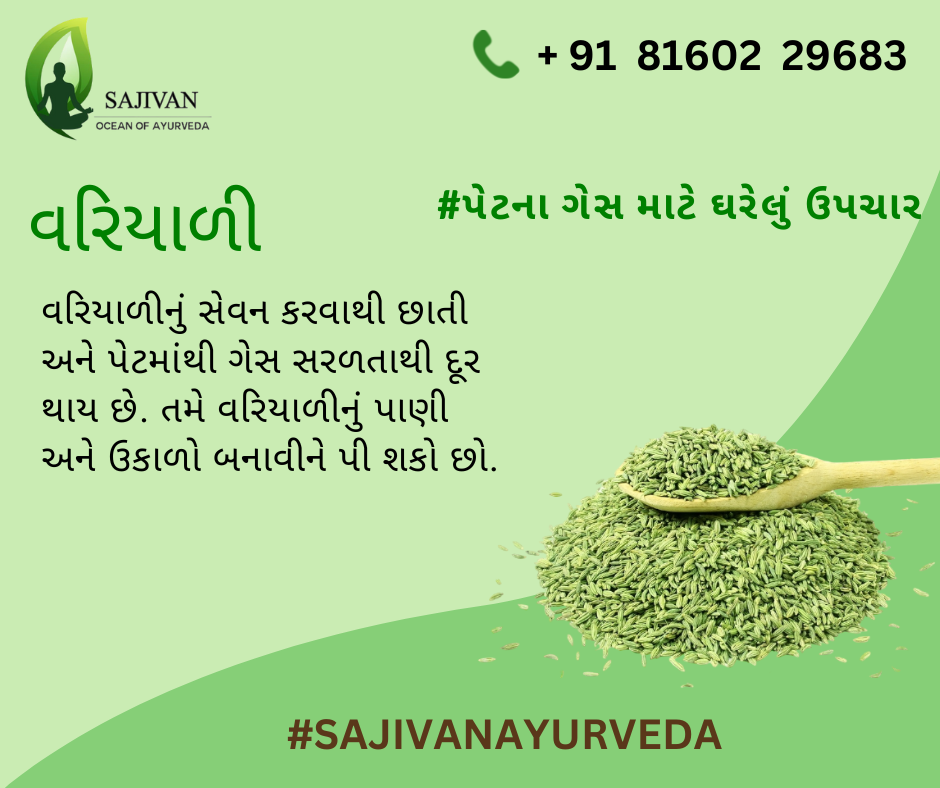 SAJIVAN
OCEAN OF AYURVEDA
+ 91 81602 29683
#પેટના ગેસ માટે ઘરેલું ઉપચાર
વરિયાળી
વરિયાળીનું સેવન કરવાથી છાતી
અને પેટમાંથી ગેસ સરળતાથી દૂર
થાય છે. તમે વરિયાળીનું પાણી
અને ઉકાળો બનાવીને પી શકો છો.
#SAJIVANAYURVEDA